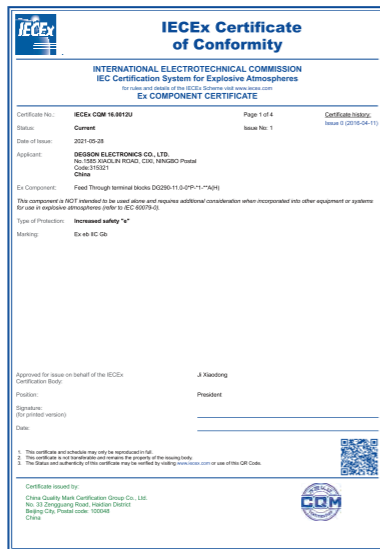 IECEx
IECEx Certificate
of Conformity
INTERNATIONAL ELECTROTECHNICAL COMMISSION
IEC Certification System for Explosive Atmospheres
for rules and details of the IECEx Scheme visit www.iecex.com
Ex COMPONENT CERTIFICATE
Certificate No.: IECEx CQM 16.0012U Page 1 of 4 Certificate history:
Issue 0 (2016-04-11)
Status: Current Issue No: 1
Date of Issue: 2021-05-28
Applicant: DEGSON ELECTRONICS CO., LTD.
No.1585 XIAOLIN ROAD, CIXI, NINGBO Postal
Code:315321
China
Ex Component: Feed Through terminal blocks DG290-11.0-0*P-*1-**A(H)
This component is NOT intended to be used alone and requires additional consideration when incorporated into other equipment or systems
for use in explosive atmospheres (refer to IEC 60079-0).
Type of Protection: Increased safety "e"
Marking: Ex eb IIC Gb
Approved for issue on behalf of the IECEx Ji Xiaodong
Certification Body:
Position: President
Signature:
(for printed version)
Date:
1. This certificate and schedule may only be reproduced in full.
2. This certificate is not transferable and remains the property of the issuing body.
3. The Status and authenticity of this certificate may be verified by visiting www.iecex.com or use of this QR Code.
Certificate issued by:
China Quality Mark Certification Group Co., Ltd.
No. 33 Zengguang Road, Haidian District
Beijing City, Postal code: 100048
China
CQM